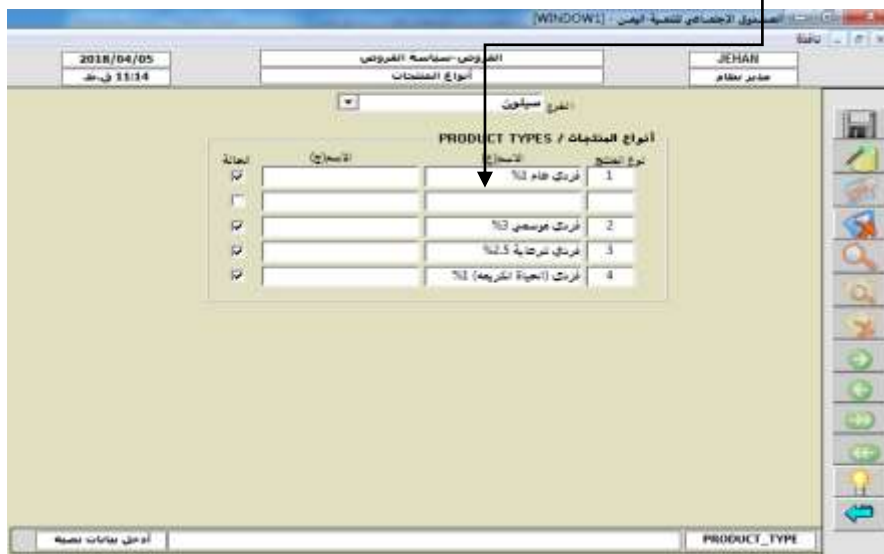 الصندوق الاجتماعي للتنمية-اليمن - [WINDOW1]
نافذة
JEHAN
القروض-سياسة القروض
2018/04/05
مدير نظام
أنواع المنتجات
11:14 ق.ظ
الفرع سيئون
أنواع المنتجات / PRODUCT TYPES
نوع المنتج الاسم(ع) الاسم(ج) الحالة
1 فردي عام 1%
2 فردي موسمي 3%
3 فردي 2.5%
4 فردي (الحياة الكريمة) 1%
PRODUCT_TYPE
أدخل بيانات نصية